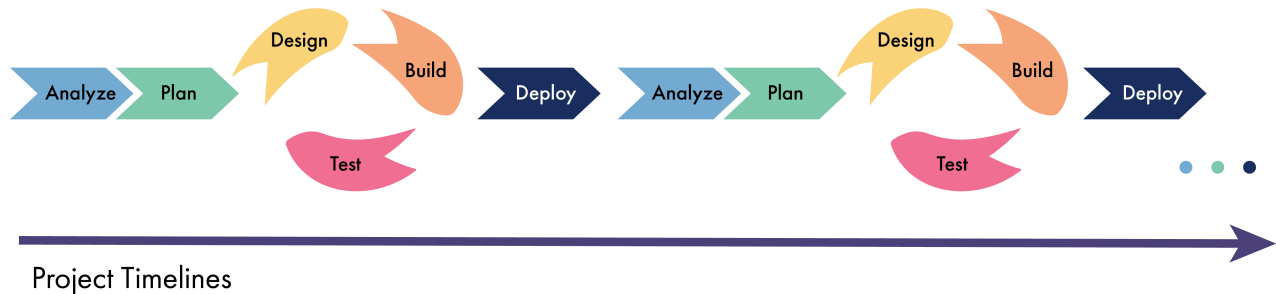 Analyze
Plan
Design
Build
Test
Deploy
Analyze
Plan
Design
Build
Test
Deploy
Project Timelines